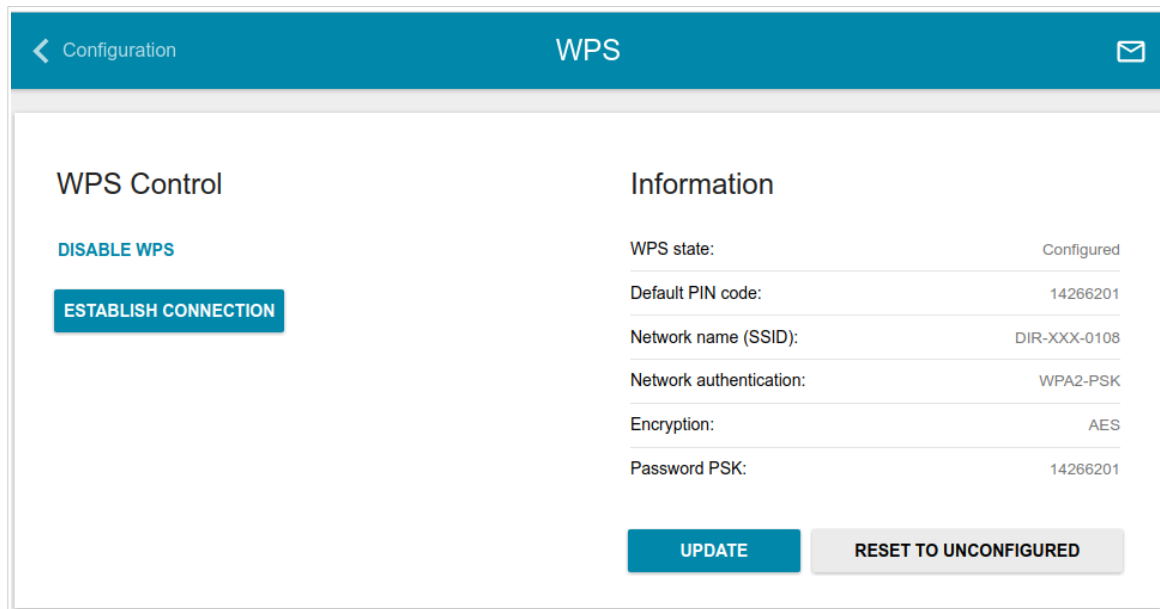 Configuration
WPS
WPS Control
DISABLE WPS
ESTABLISH CONNECTION
Information
WPS state: Configured
Default PIN code: 14266201
Network name (SSID): DIR-XXX-0108
Network authentication: WPA2-PSK
Encryption: AES
Password PSK: 14266201
UPDATE RESET TO UNCONFIGURED